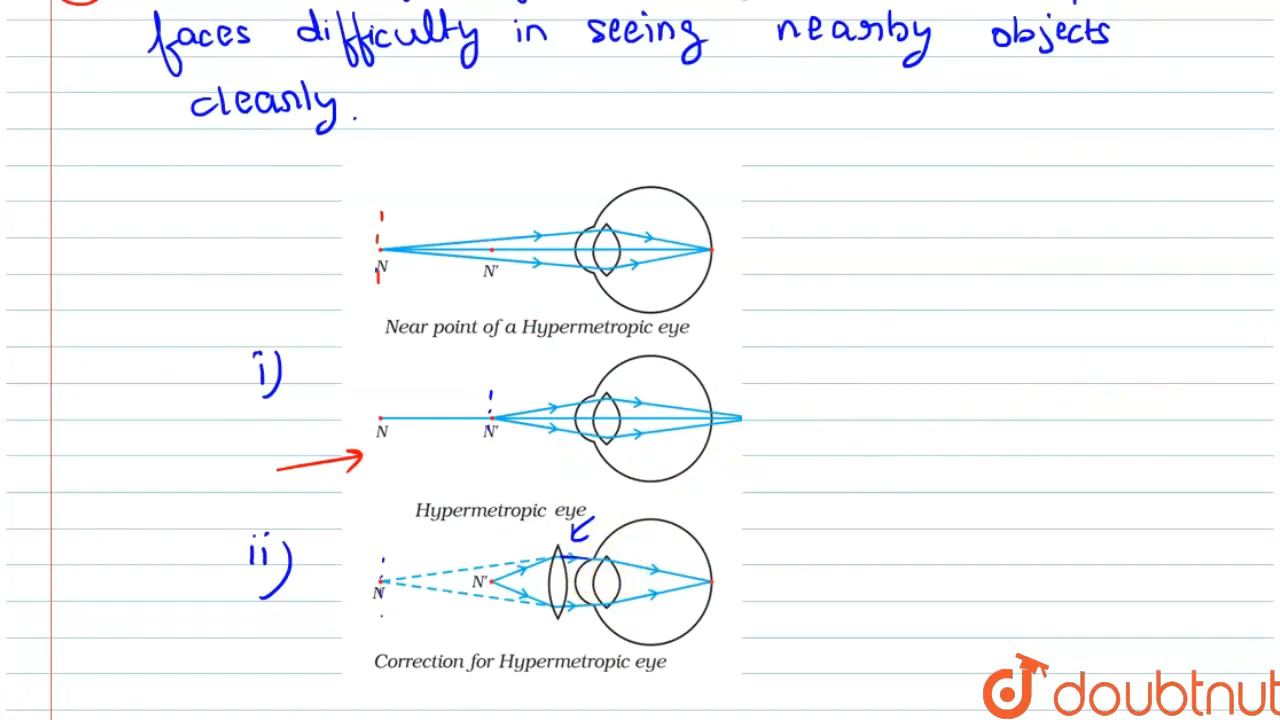 faces difficulty in seeing nearby objects
clearly.
N
N'
Near point of a Hypermetropic eye
i)
N
N'
Hypermetropic eye
ii)
N
N'
Correction for Hypermetropic eye
doubtnut